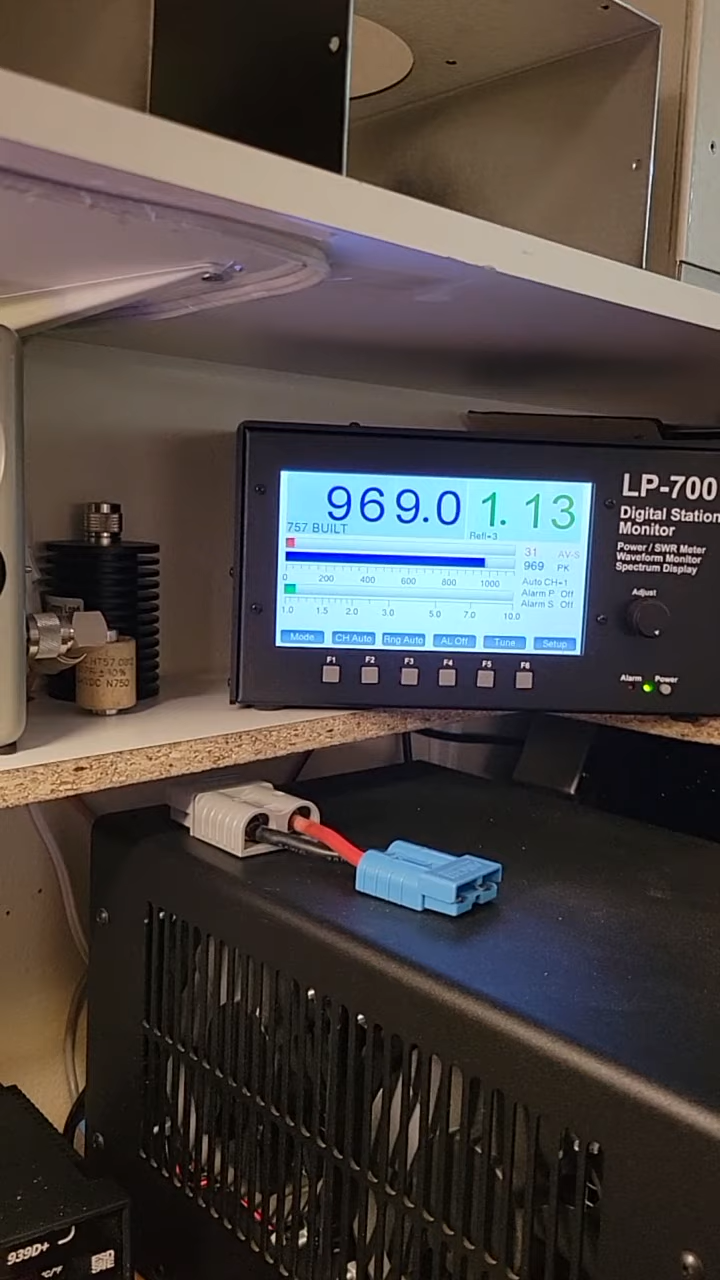 969.0
1.13
757 BUILT
Refl=3
31 AV-S
969 PK
0 200 400 600 800 1000
Auto CH=1
Alarm P Off
Alarm S Off
1.0 1.5 2.0 3.0 5.0 7.0 10.0
Mode CH Auto Rng Auto AL Off Tune Setup
F1 F2 F3 F4 F5 F6
LP-700
Digital Station
Monitor
Power / SWR Meter
Waveform Monitor
Spectrum Display
Adjust
Alarm Power
HT57
N750
939D+
°C/°F